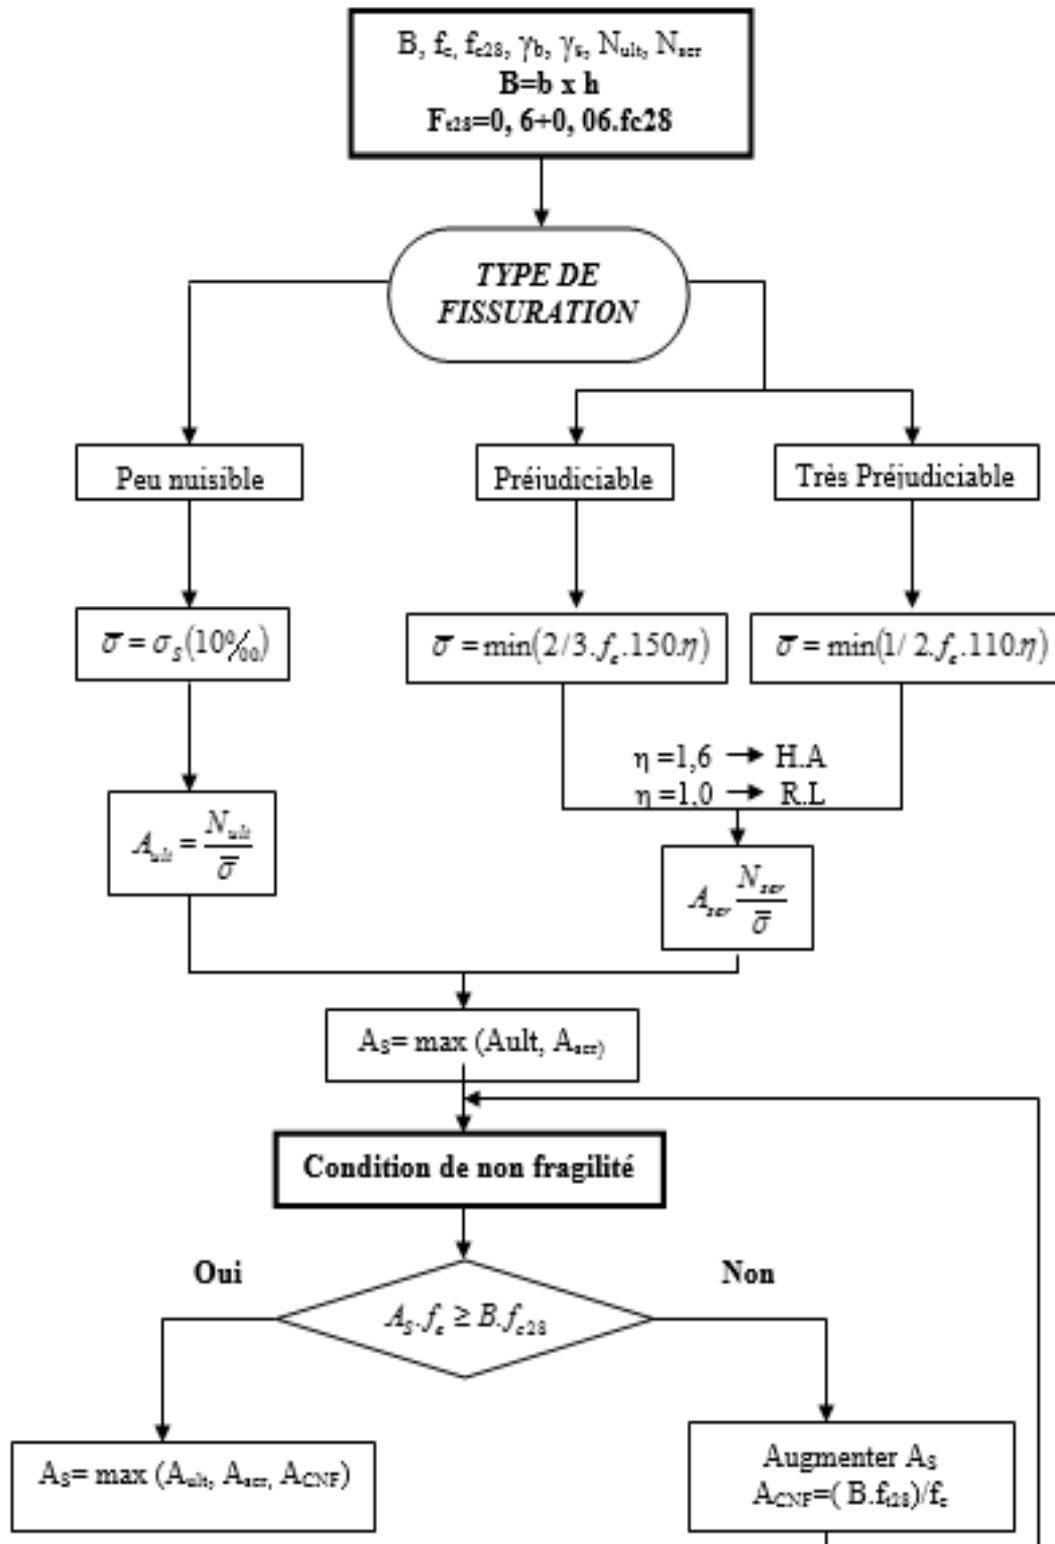 B, fe, fc28, γb, γs, Nult, Nser
B=b x h
Ft28=0, 6+0, 06.fc28
TYPE DE
FISSURATION
Peu nuisible
Préjudiciable
Très Préjudiciable
σ̅ = σS(10‰)
σ̅ = min(2/3.fe.150.η)
σ̅ = min(1/ 2.fe.110.η)
η =1,6 → H.A
η =1,0 → R.L
Ault = Nult / σ̅
Aser Nser / σ̅
AS= max (Ault, Aser)
Condition de non fragilité
Oui
Non
AS.fe ≥ B.fc28
AS= max (Ault, Aser, ACNF)
Augmenter AS
ACNF=( B.ft28)/fe